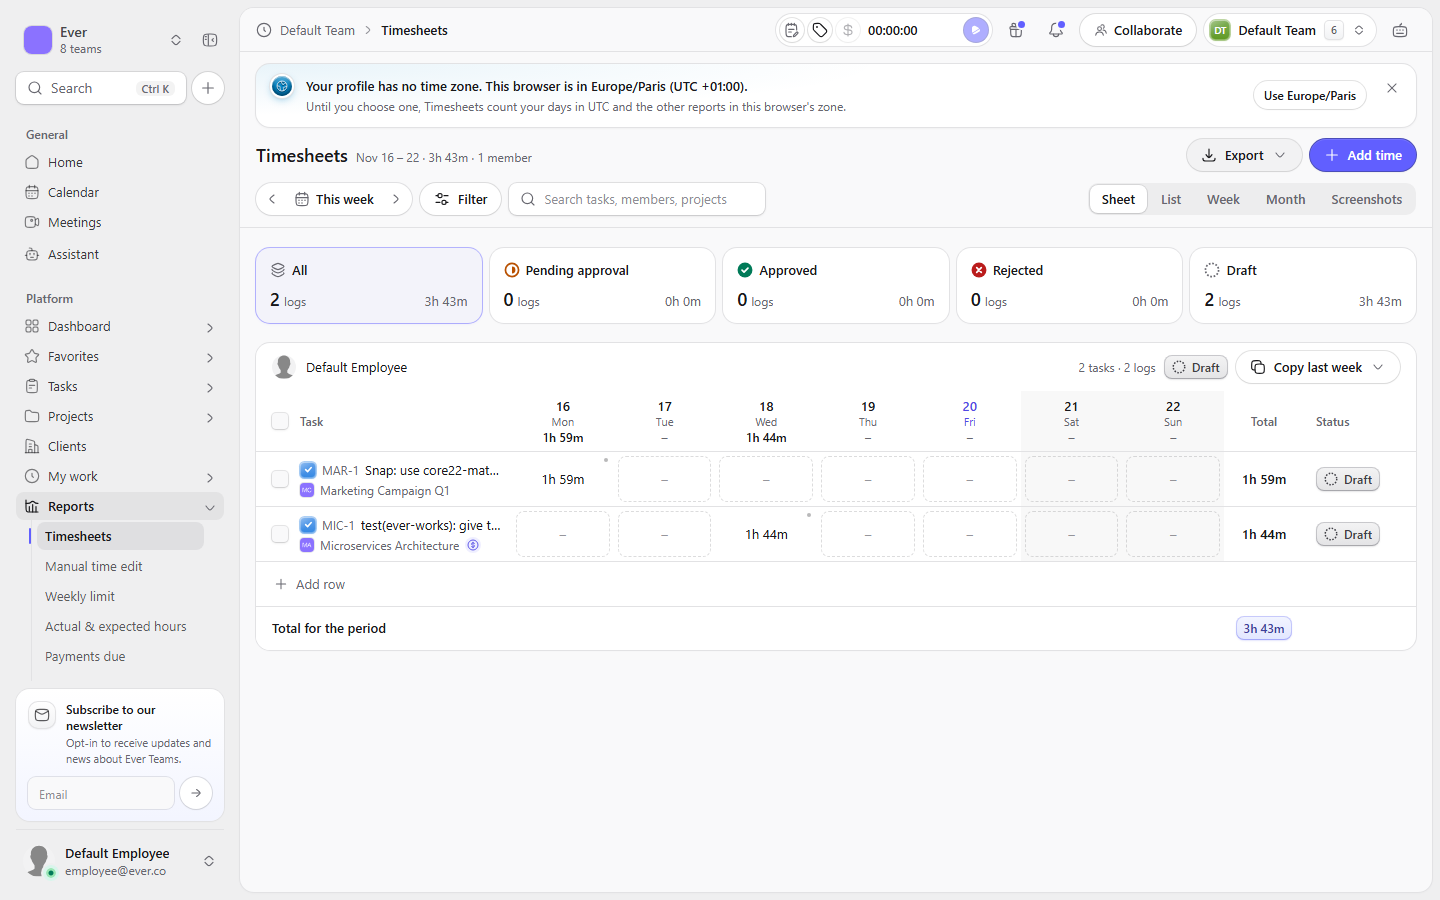 Ever
8 teams
Search
Ctrl K
General
Home
Calendar
Meetings
Assistant
Platform
Dashboard
Favorites
Tasks
Projects
Clients
My work
Reports
Timesheets
Manual time edit
Weekly limit
Actual & expected hours
Payments due
Subscribe to our
newsletter
Opt-in to receive updates and
news about Ever Teams.
Email
Default Employee
employee@ever.co
Default Team > Timesheets
$ 00:00:00
Collaborate
DT Default Team 6
Your profile has no time zone. This browser is in Europe/Paris (UTC +01:00).
Until you choose one, Timesheets count your days in UTC and the other reports in this browser's zone.
Use Europe/Paris
Timesheets Nov 16 – 22 · 3h 43m · 1 member
Export
Add time
This week
Filter
Search tasks, members, projects
Sheet List Week Month Screenshots
All
2 logs 3h 43m
Pending approval
0 logs 0h 0m
Approved
0 logs 0h 0m
Rejected
0 logs 0h 0m
Draft
2 logs 3h 43m
Default Employee
2 tasks · 2 logs Draft Copy last week
16 17 18 19 20 21 22
Task Mon Tue Wed Thu Fri Sat Sun Total Status
1h 59m – 1h 44m – – – –
MAR-1 Snap: use core22-mat...
MC Marketing Campaign Q1
1h 59m – – – – – – 1h 59m Draft
MIC-1 test(ever-works): give t...
MA Microservices Architecture
– – 1h 44m – – – – 1h 44m Draft
Add row
Total for the period 3h 43m